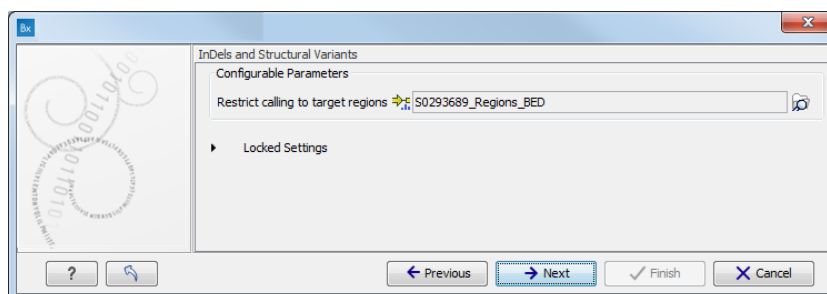 Bx
InDels and Structural Variants
Configurable Parameters
Restrict calling to target regions S0293689_Regions_BED
Locked Settings
? Previous Next Finish Cancel